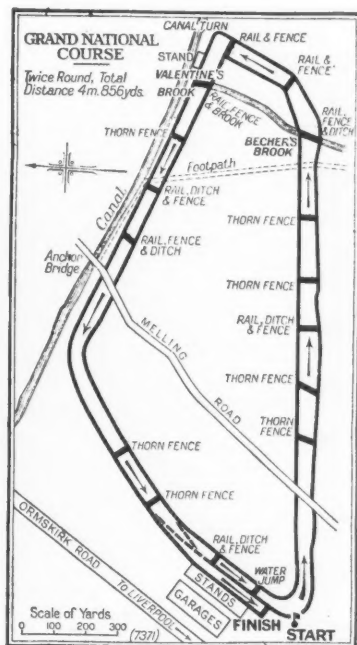 GRAND NATIONAL
COURSE
Twice Round, Total
Distance 4m. 856yds.
CANAL TURN
STAND
VALENTINE'S
BROOK
RAIL & FENCE
RAIL &
FENCE
RAIL, FENCE
& BROOK
RAIL,
FENCE
& DITCH
BECHER'S
BROOK
THORN FENCE
Footpath
RAIL, DITCH
& FENCE
Canal
THORN FENCE
RAIL, FENCE
& DITCH
Anchor
Bridge
THORN FENCE
RAIL, DITCH
& FENCE
MELLING
ROAD
THORN FENCE
THORN
FENCE
THORN FENCE
THORN FENCE
ORMSKIRK ROAD
To LIVERPOOL
RAIL, DITCH
& FENCE
WATER
JUMP
STANDS
GARAGES
FINISH
START
Scale of Yards
0 100 200 300
(7371)